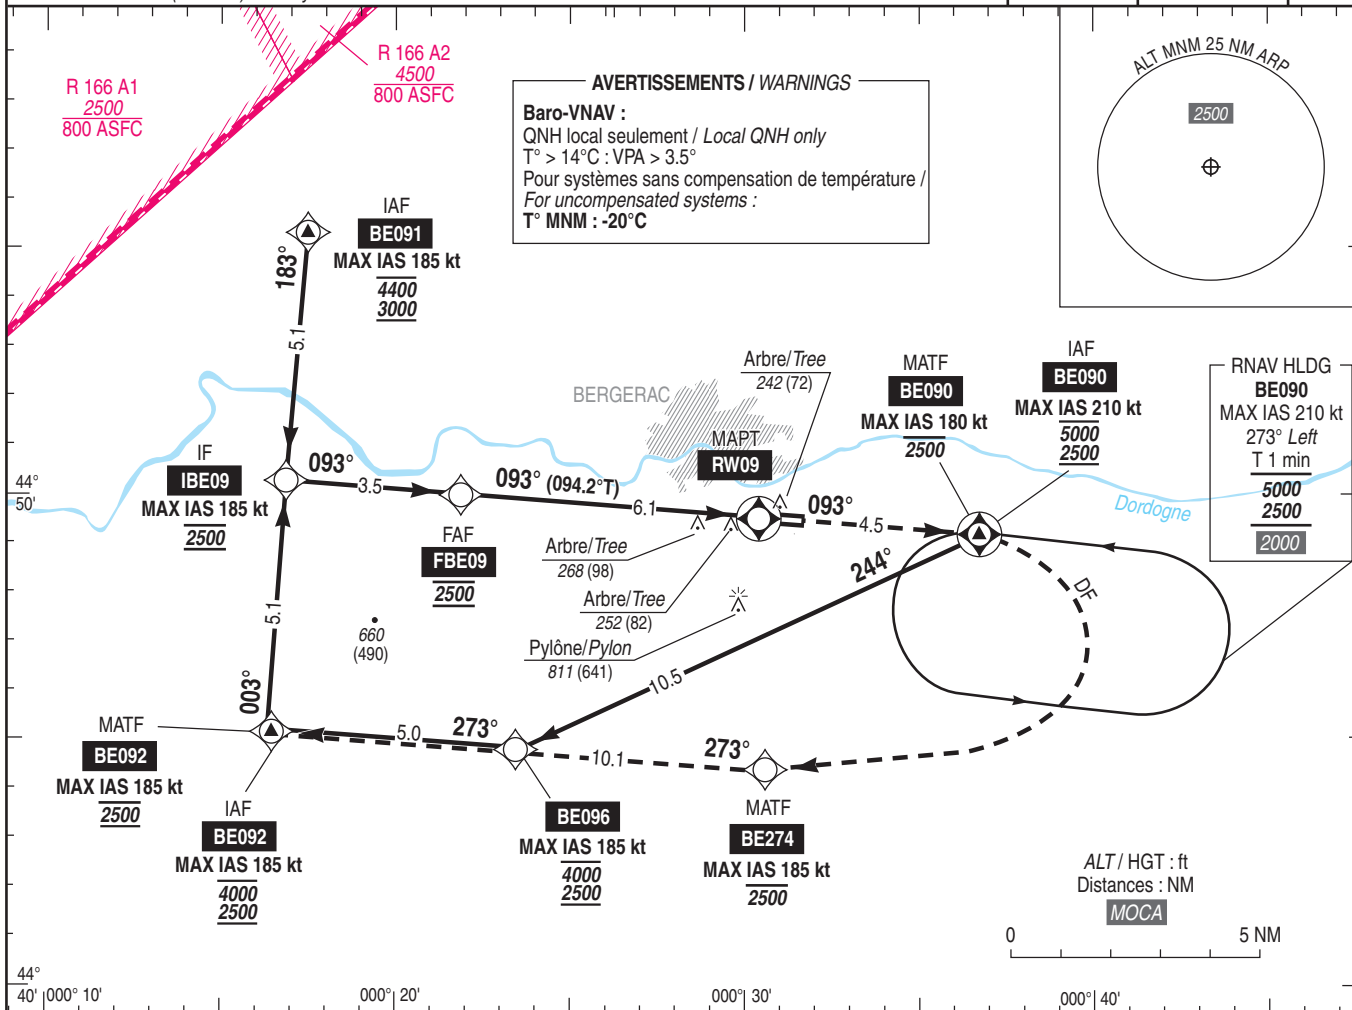 R 166 A1
2500
800 ASFC
R 166 A2
4500
800 ASFC
AVERTISSEMENTS / WARNINGS
Baro-VNAV :
QNH local seulement / Local QNH only
T° > 14°C : VPA > 3.5°
Pour systèmes sans compensation de température /
For uncompensated systems :
T° MNM : -20°C
ALT MNM 25 NM ARP
2500
IAF
BE091
MAX IAS 185 kt
4400
3000
183°
5.1
Arbre/Tree
242 (72)
MATF
BE090
MAX IAS 180 kt
2500
IAF
BE090
MAX IAS 210 kt
5000
2500
RNAV HLDG
BE090
MAX IAS 210 kt
273° Left
T 1 min
5000
2500
2000
BERGERAC
MAPT
RW09
IF
IBE09
MAX IAS 185 kt
2500
093°
3.5
093° (094.2°T)
6.1
093°
4.5
Dordogne
44°
50'
FAF
FBE09
2500
Arbre/Tree
268 (98)
Arbre/Tree
252 (82)
Pylône/Pylon
811 (641)
244°
10.5
DF
5.1
003°
660
(490)
MATF
BE092
MAX IAS 185 kt
2500
5.0
273°
10.1
273°
IAF
BE092
MAX IAS 185 kt
4000
2500
BE096
MAX IAS 185 kt
4000
2500
MATF
BE274
MAX IAS 185 kt
2500
ALT / HGT : ft
Distances : NM
MOCA
0
5 NM
44°
40'
000° 10'
000° 20'
000° 30'
000° 40'